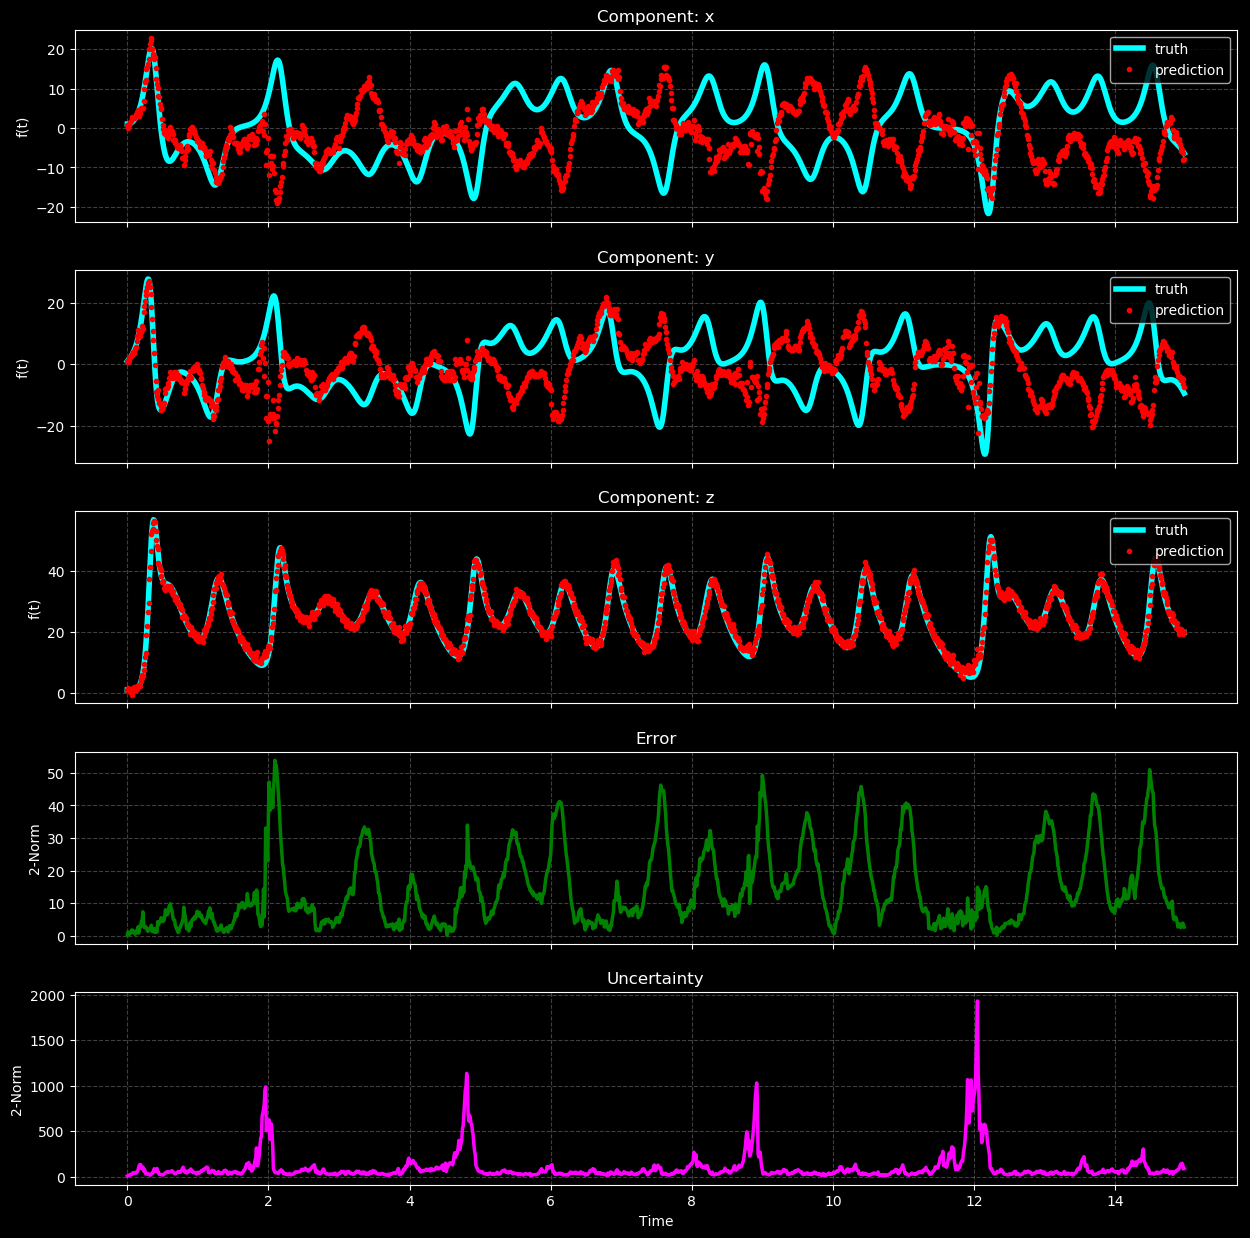 Component: x
20
10
0
−10
−20
f(t)
truth
prediction
Component: y
20
0
−20
f(t)
truth
prediction
Component: z
40
20
0
f(t)
truth
prediction
Error
50
40
30
20
10
0
2-Norm
Uncertainty
2000
1500
1000
500
0
2-Norm
0 2 4 6 8 10 12 14
Time